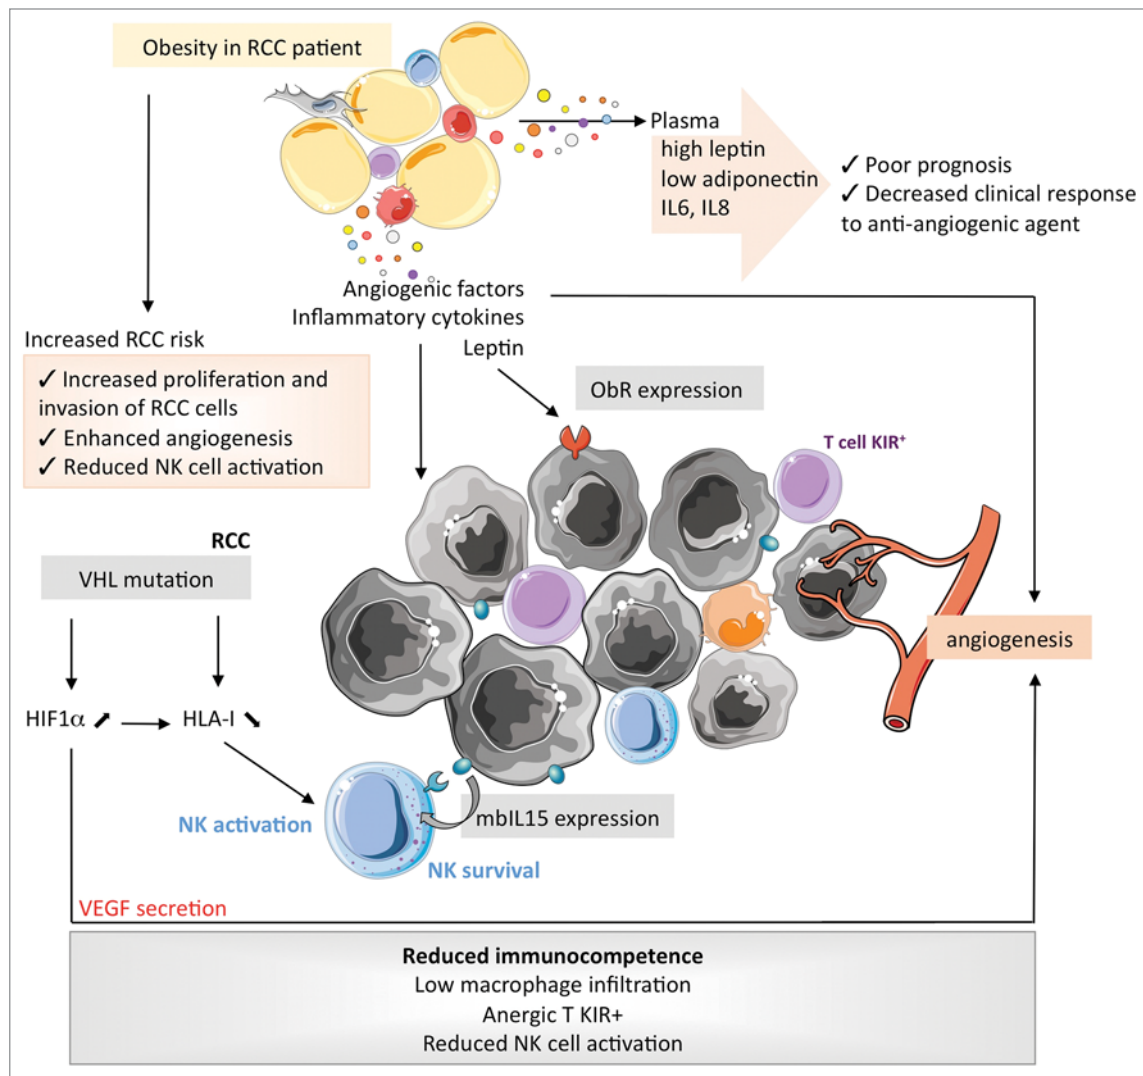 Obesity in RCC patient
Plasma
high leptin
low adiponectin
IL6, IL8
✓ Poor prognosis
✓ Decreased clinical response
to anti-angiogenic agent
Angiogenic factors
Inflammatory cytokines
Leptin
Increased RCC risk
✓ Increased proliferation and
invasion of RCC cells
✓ Enhanced angiogenesis
✓ Reduced NK cell activation
ObR expression
T cell KIR⁺
RCC
VHL mutation
angiogenesis
HIF1α ⬈
HLA-I ⬊
NK activation
mbIL15 expression
NK survival
VEGF secretion
Reduced immunocompetence
Low macrophage infiltration
Anergic T KIR+
Reduced NK cell activation